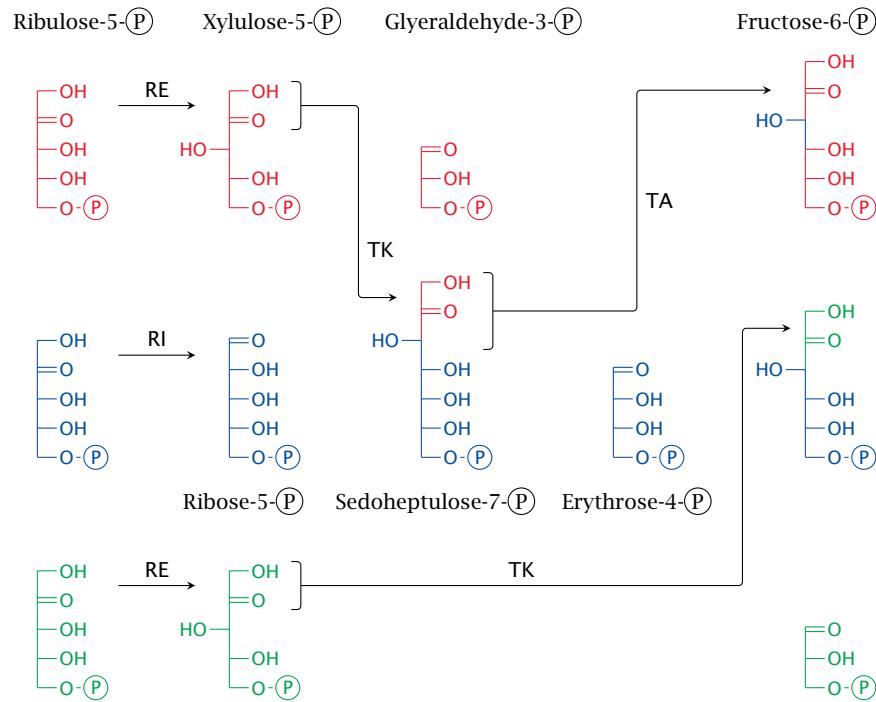 Ribulose-5-P Xylulose-5-P Glyeraldehyde-3-P Fructose-6-P
OH RE OH OH
O O O
OH HO O HO
OH OH OH OH
OH
O-P O-P O-P TA O-P
TK
OH
O OH
OH RI O HO O
O OH OH O HO
OH OH OH OH OH
OH OH OH OH OH
O-P O-P O-P O-P O-P
Ribose-5-P Sedoheptulose-7-P Erythrose-4-P
OH RE OH TK
O O
OH HO O
OH OH OH
O-P O-P O-P